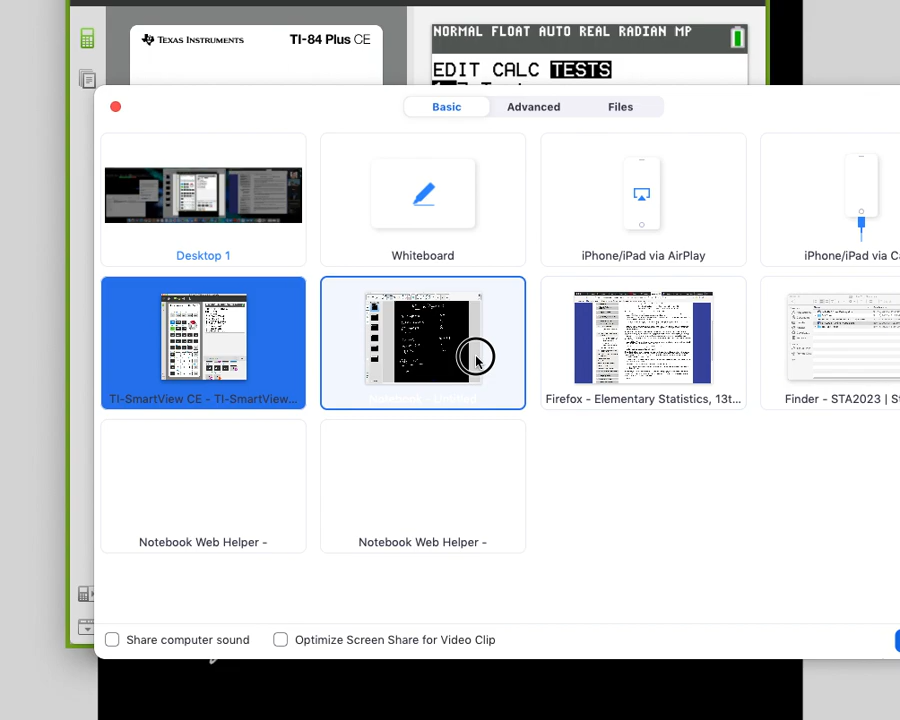 TEXAS INSTRUMENTS
TI-84 Plus CE
NORMAL FLOAT AUTO REAL RADIAN MP
EDIT CALC TESTS
Basic
Advanced
Files
Desktop 1
Whiteboard
iPhone/iPad via AirPlay
iPhone/iPad via Ca
TI-SmartView CE - TI-SmartView...
Firefox - Elementary Statistics, 13t...
Finder - STA2023 | St
Notebook Web Helper -
Notebook Web Helper -
Share computer sound
Optimize Screen Share for Video Clip